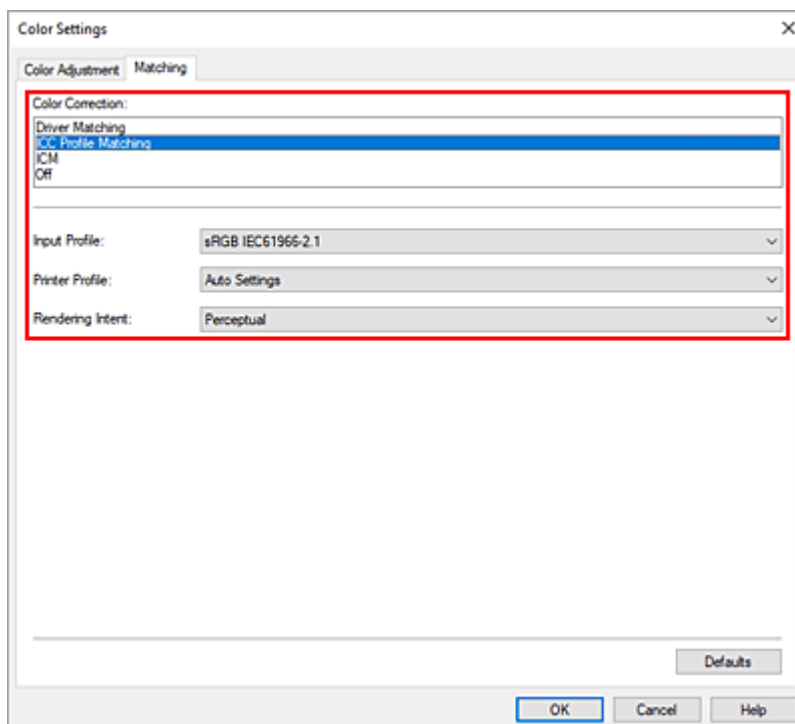 Color Settings
Color Adjustment Matching
Color Correction:
Driver Matching
ICC Profile Matching
ICM
Off
Input Profile: sRGB IEC61966-2.1
Printer Profile: Auto Settings
Rendering Intent: Perceptual
Defaults
OK Cancel Help